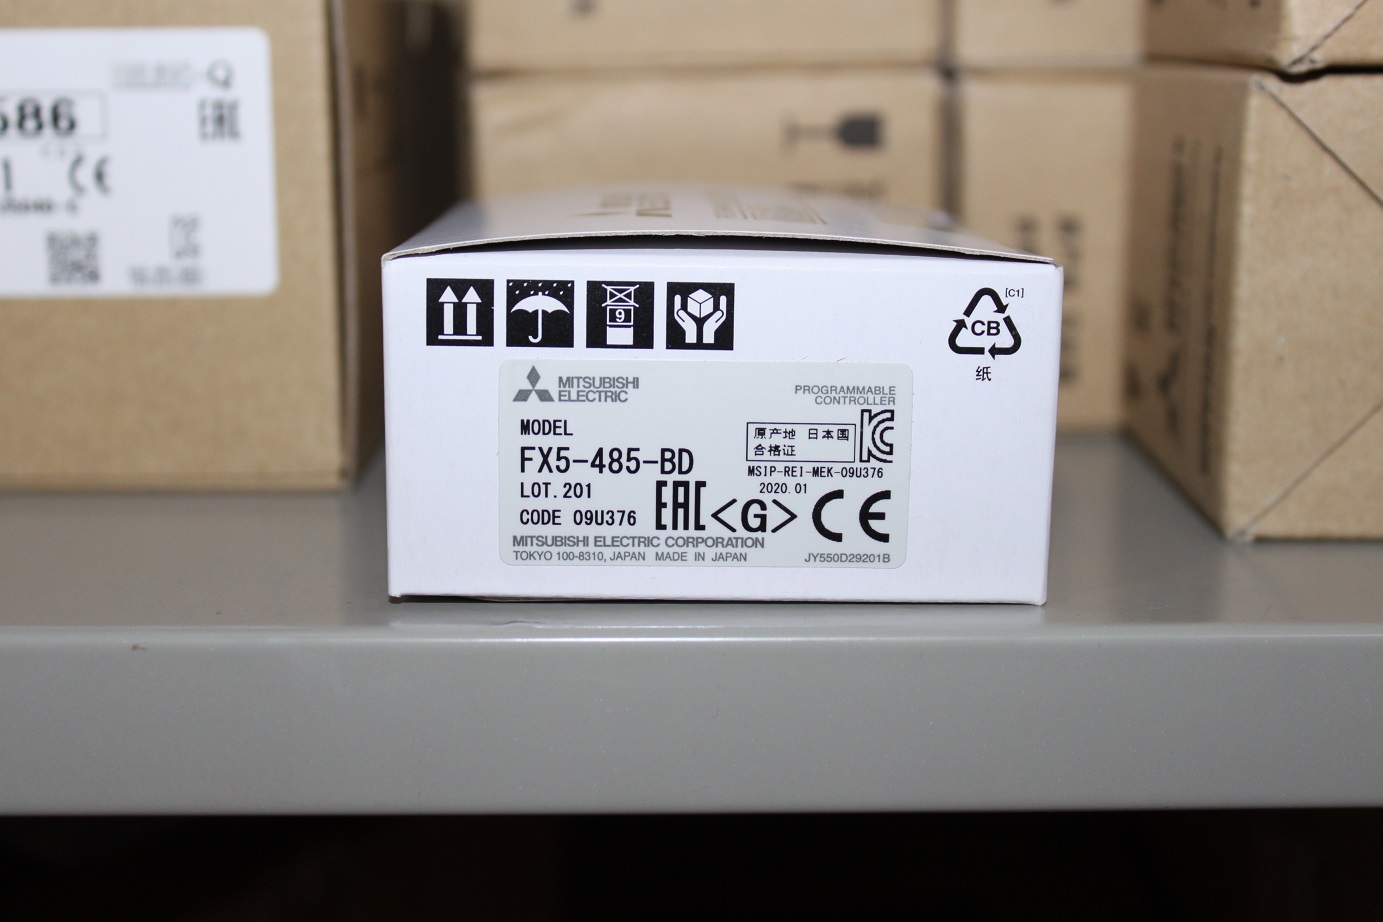 -Q
586
EAC
CE
9
[C1]
CB
纸
MITSUBISHI
ELECTRIC
PROGRAMMABLE
CONTROLLER
MODEL
FX5-485-BD
LOT. 201
CODE 09U376
原产地 日本国
合格证
MSIP-REI-MEK-09U376
2020.01
EAC <G> CE
MITSUBISHI ELECTRIC CORPORATION
TOKYO 100-8310, JAPAN MADE IN JAPAN
JY550D29201B